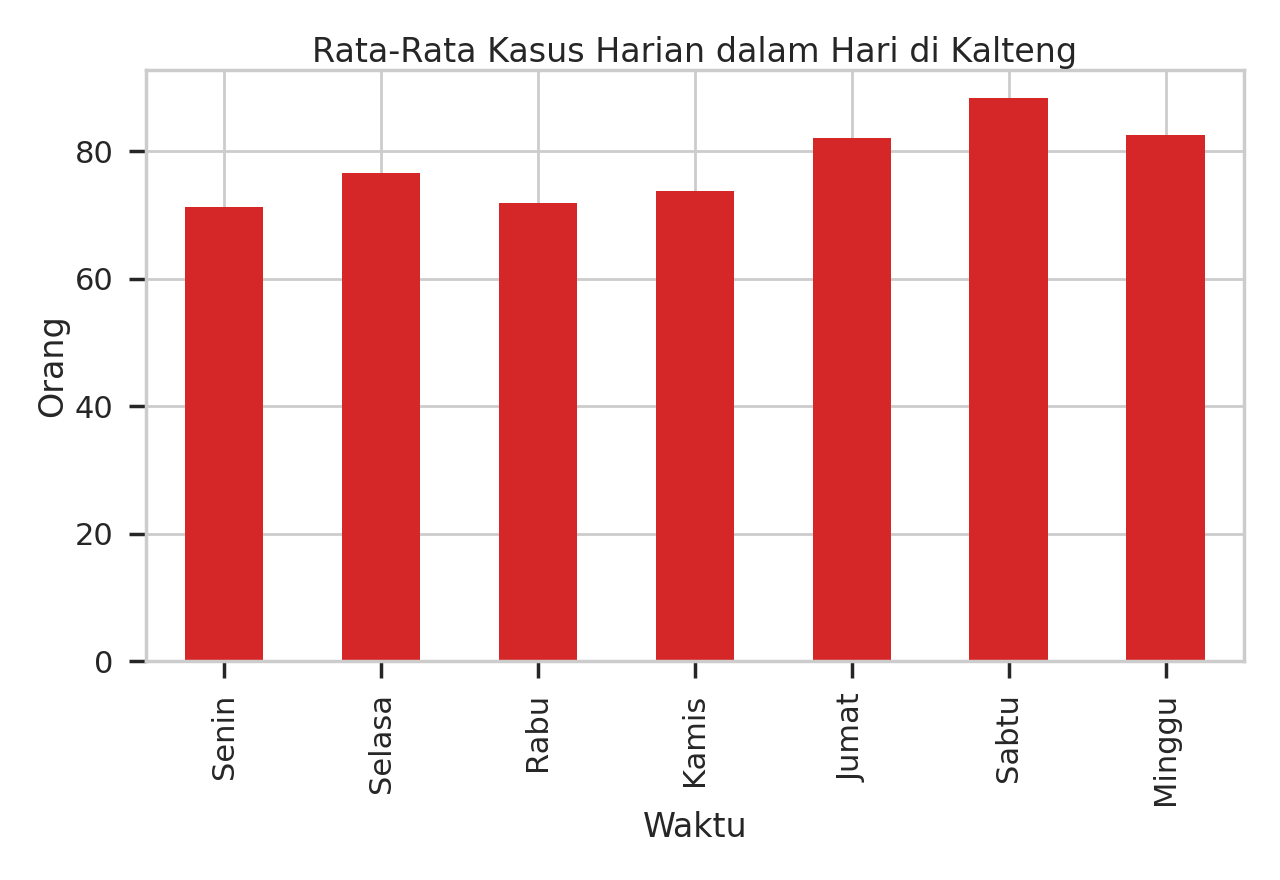 Rata-Rata Kasus Harian dalam Hari di Kalteng
80
60
40
20
0
Orang
Senin
Selasa
Rabu
Kamis
Jumat
Sabtu
Minggu
Waktu